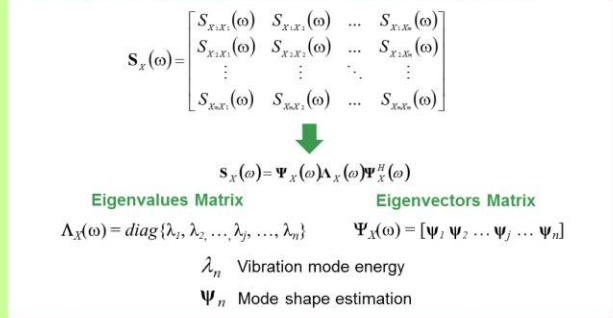 S_x(ω) = [ S_{x₁x₁}(ω) S_{x₁x₂}(ω) ... S_{x₁xₙ}(ω)
S_{x₂x₁}(ω) S_{x₂x₂}(ω) ... S_{x₂xₙ}(ω)
⋮ ⋮ ⋱ ⋮
S_{xₙx₁}(ω) S_{xₙx₂}(ω) ... S_{xₙxₙ}(ω) ]
S_X(ω)=Ψ_X(ω)Λ_X(ω)Ψ_X^H(ω)
Eigenvalues Matrix Eigenvectors Matrix
Λ_X(ω) = diag{λ₁, λ₂, ..., λⱼ, ..., λₙ} Ψ_X(ω) = [Ψ₁ Ψ₂ ... Ψⱼ ... Ψₙ]
λₙ Vibration mode energy
Ψₙ Mode shape estimation